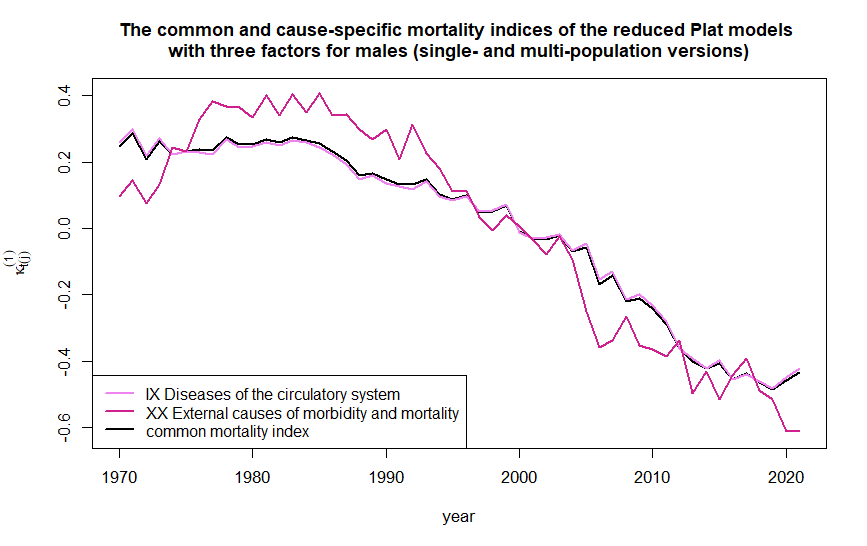 The common and cause-specific mortality indices of the reduced Plat models
with three factors for males (single- and multi-population versions)
κt(j)(1)
0.4
0.2
0.0
-0.2
-0.4
-0.6
IX Diseases of the circulatory system
XX External causes of morbidity and mortality
common mortality index
1970 1980 1990 2000 2010 2020
year